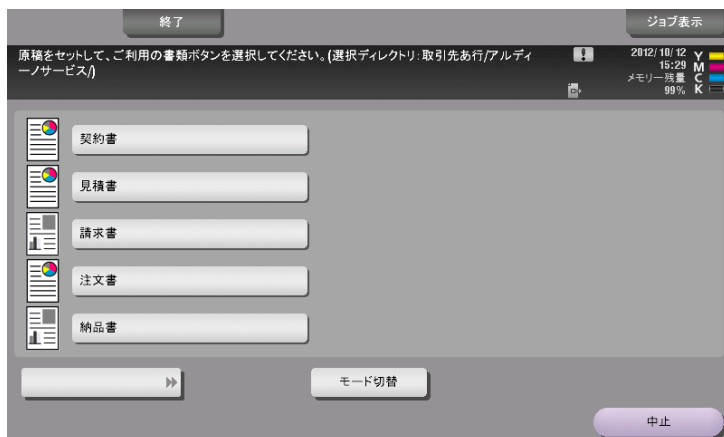 終了
ジョブ表示
原稿をセットして、ご利用の書類ボタンを選択してください。(選択ディレクトリ:取引先あ行/アルディ
ーノサービス/)
2012/10/12
15:29
メモリー残量
99%
Y
M
C
K
契約書
見積書
請求書
注文書
納品書
モード切替
中止